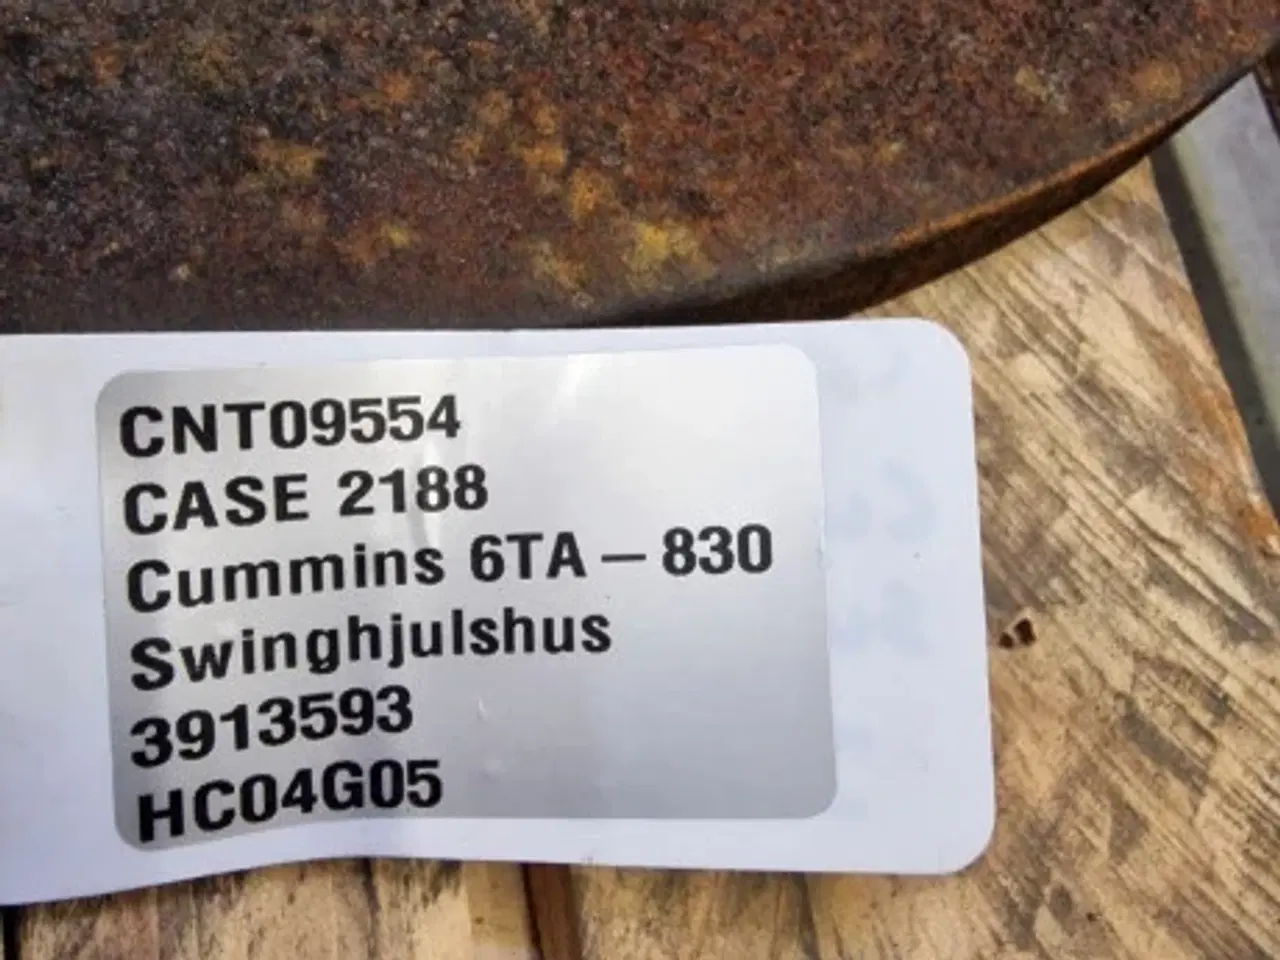 CNT09554
CASE 2188
Cummins 6TA – 830
Swinghjulshus
3913593
HC04G05